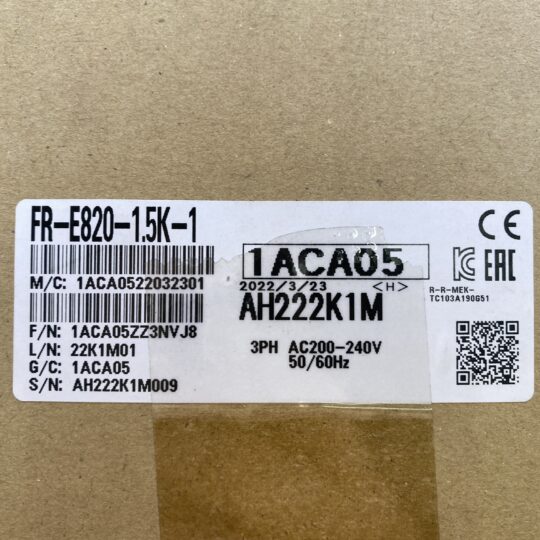 FR-E820-1.5K-1
M/C: 1ACA0522032301
F/N: 1ACA05ZZ3NVJ8
L/N: 22K1M01
G/C: 1ACA05
S/N: AH222K1M009
1ACA05
2022/3/23 <H>
AH222K1M
3PH AC200-240V
50/60Hz
CE
KC EAC
R-R-MEK-
TC103A190G51